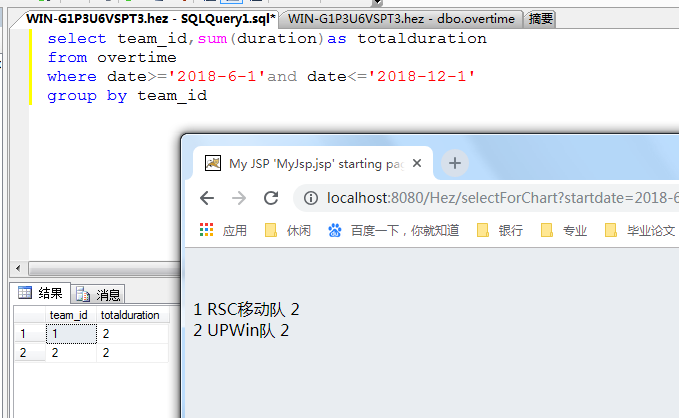 WIN-G1P3U6VSPT3.hez - SQLQuery1.sql* WIN-G1P3U6VSPT3.hez - dbo.overtime 摘要
select team_id,sum(duration)as totalduration
from overtime
where date>='2018-6-1'and date<='2018-12-1'
group by team_id
My JSP 'MyJsp.jsp' starting pag
localhost:8080/Hez/selectForChart?startdate=2018-6
应用 休闲 百度一下，你就知道 银行 专业 毕业论文
1 RSC移动队 2
2 UPWin队 2
结果 消息
team_id totalduration
1 1 2
2 2 2